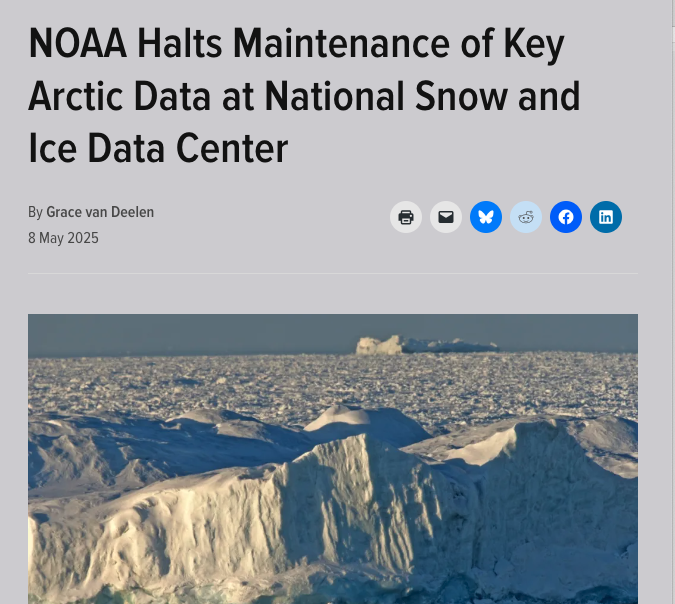 NOAA Halts Maintenance of Key
Arctic Data at National Snow and
Ice Data Center
By Grace van Deelen
8 May 2025